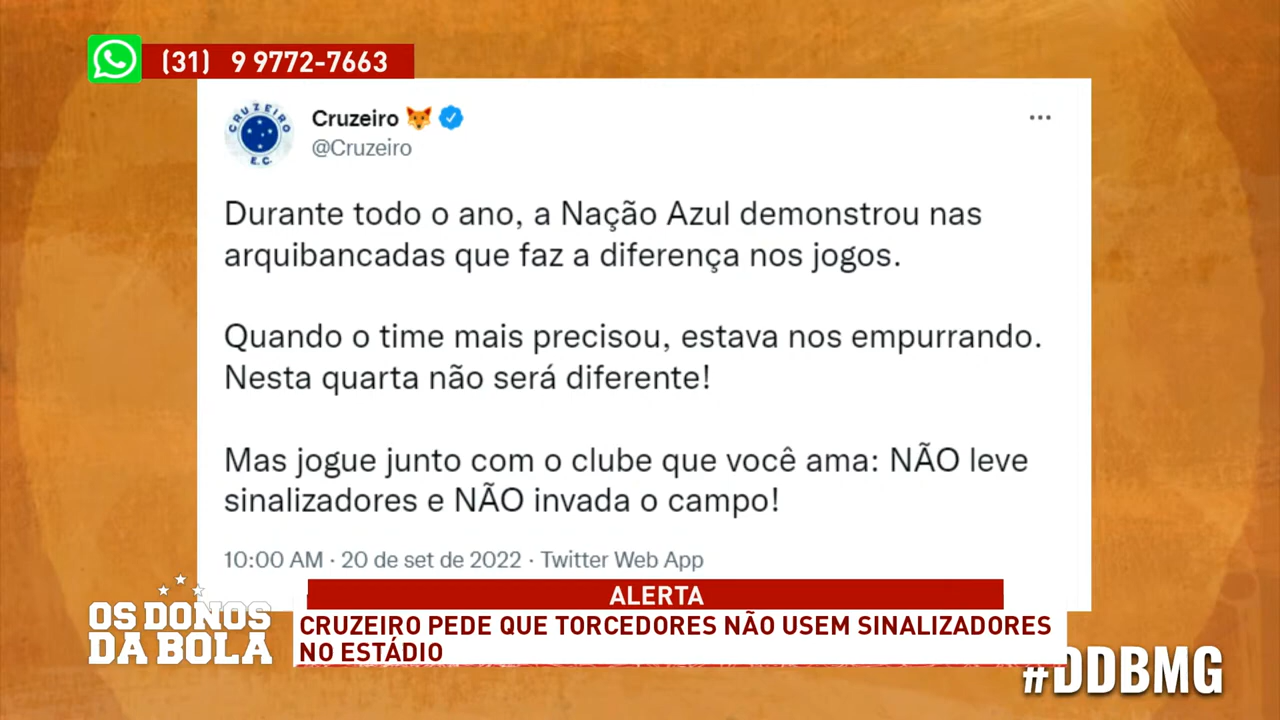 (31) 9 9772-7663
CRUZEIRO
E. C.
Cruzeiro
@Cruzeiro
Durante todo o ano, a Nação Azul demonstrou nas
arquibancadas que faz a diferença nos jogos.
Quando o time mais precisou, estava nos empurrando.
Nesta quarta não será diferente!
Mas jogue junto com o clube que você ama: NÃO leve
sinalizadores e NÃO invada o campo!
10:00 AM · 20 de set de 2022 · Twitter Web App
ALERTA
CRUZEIRO PEDE QUE TORCEDORES NÃO USEM SINALIZADORES
NO ESTÁDIO
OS DONOS
DA BOLA
#DDBMG